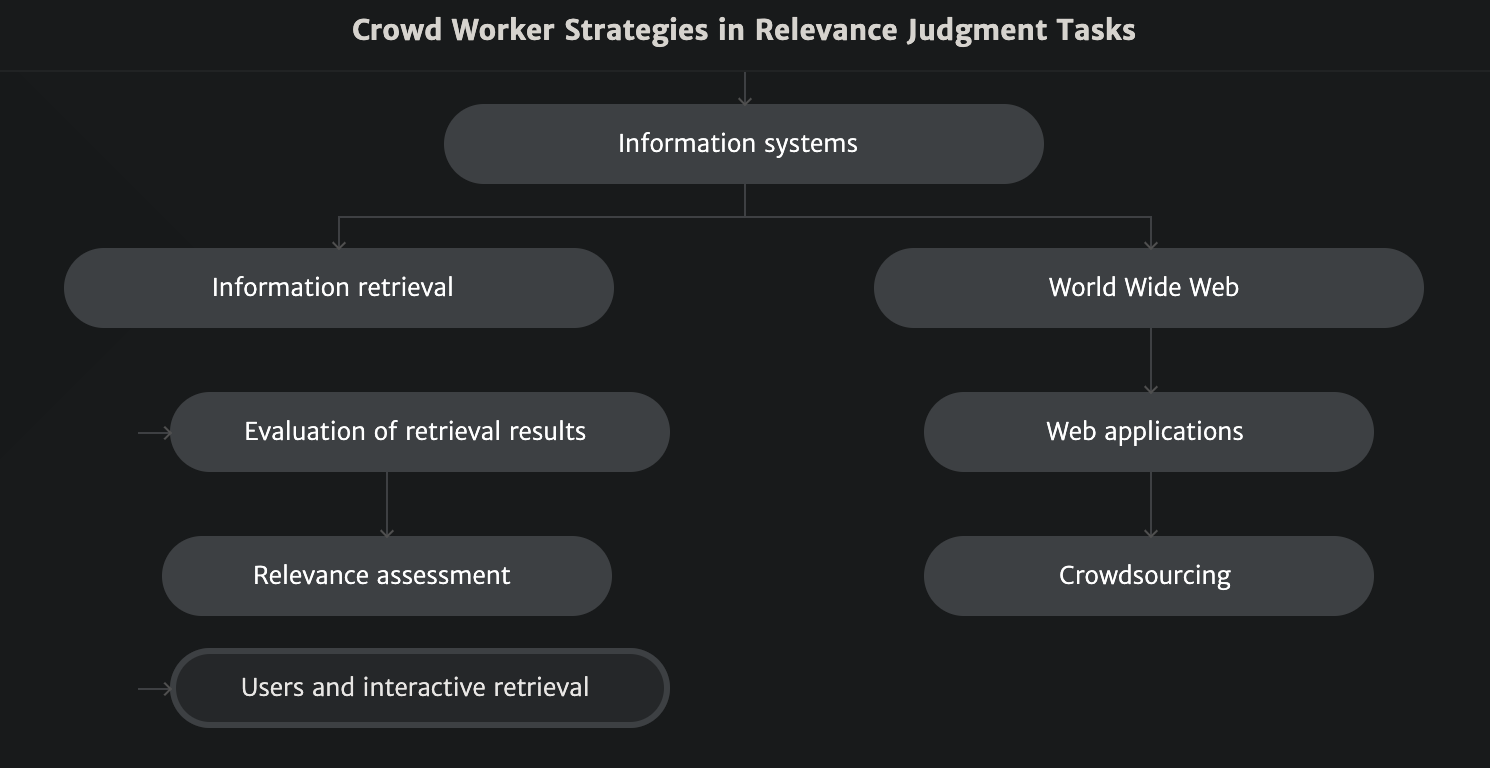 Crowd Worker Strategies in Relevance Judgment Tasks
Information systems
Information retrieval
World Wide Web
Evaluation of retrieval results
Web applications
Relevance assessment
Crowdsourcing
Users and interactive retrieval